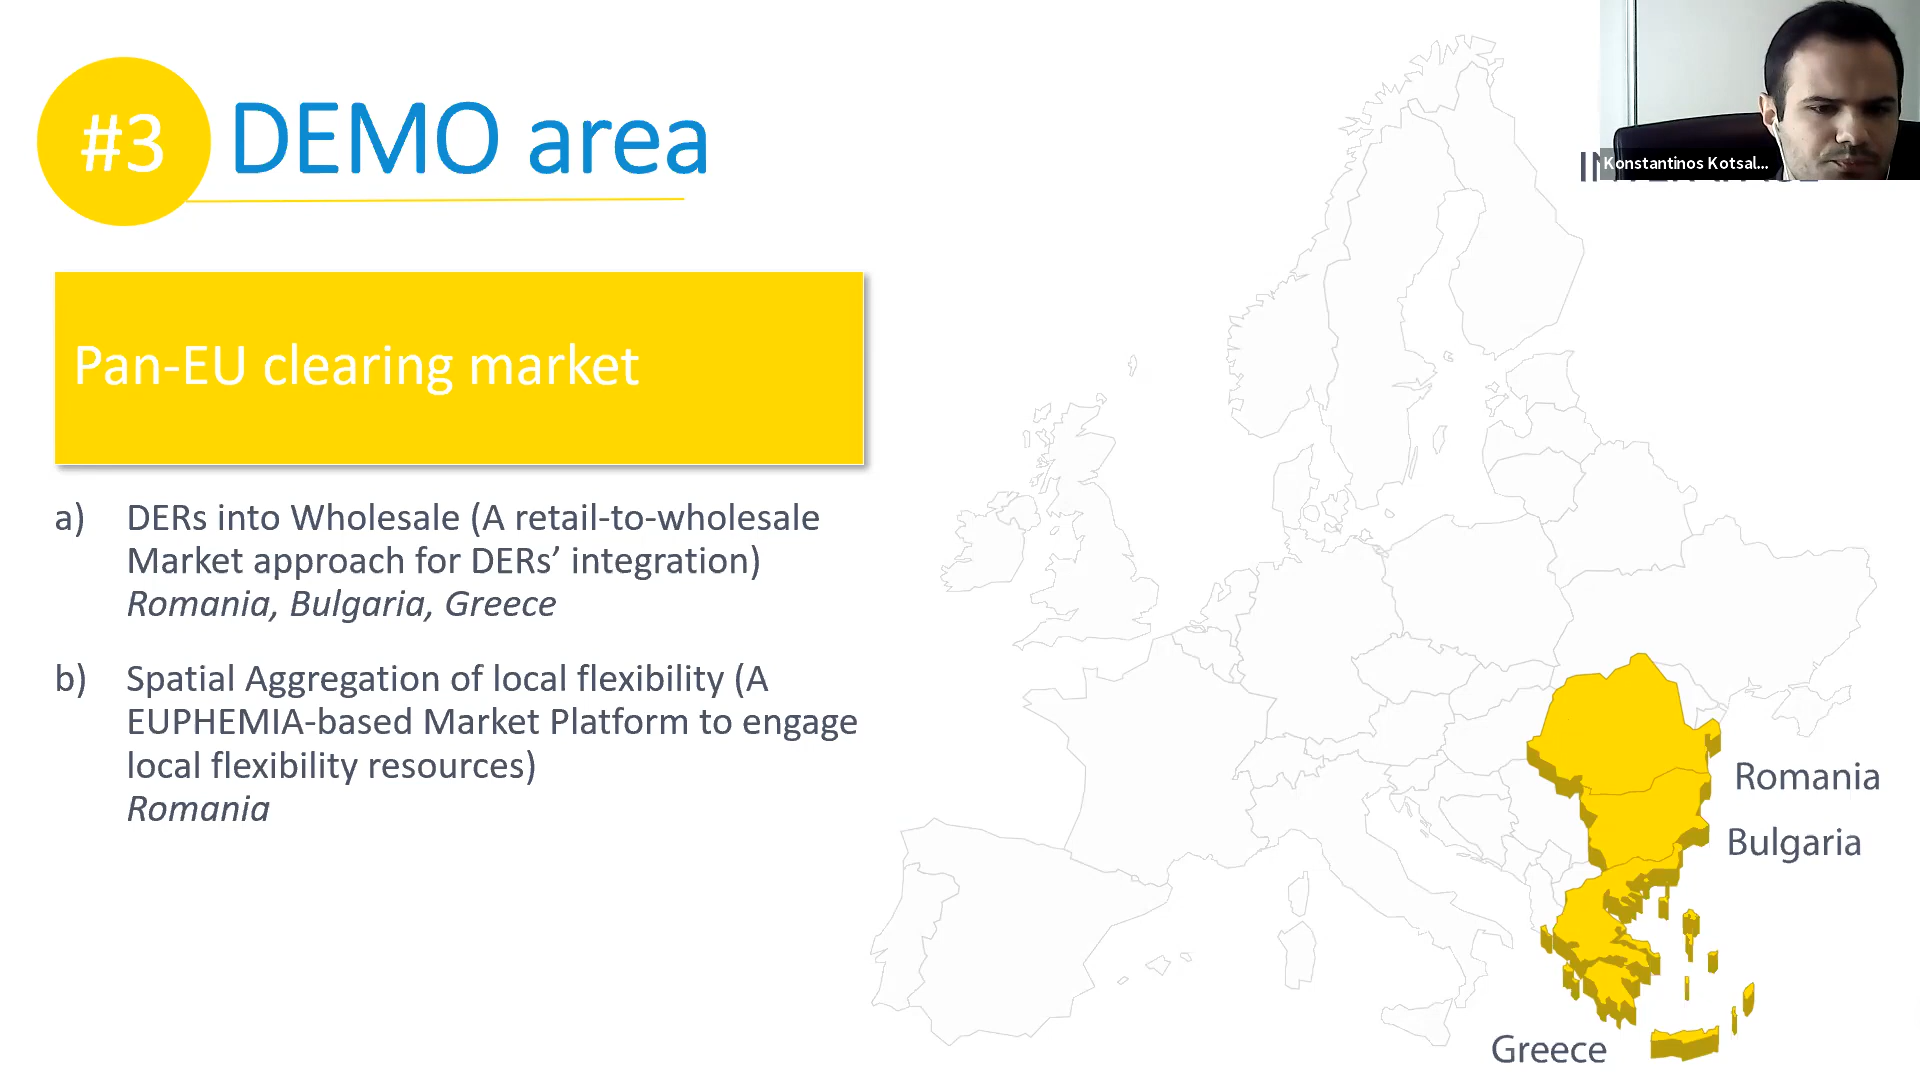 #3 DEMO area
Konstantinos Kotsal...
Pan-EU clearing market
a) DERs into Wholesale (A retail-to-wholesale
Market approach for DERs’ integration)
Romania, Bulgaria, Greece
b) Spatial Aggregation of local flexibility (A
EUPHEMIA-based Market Platform to engage
local flexibility resources)
Romania
Romania
Bulgaria
Greece